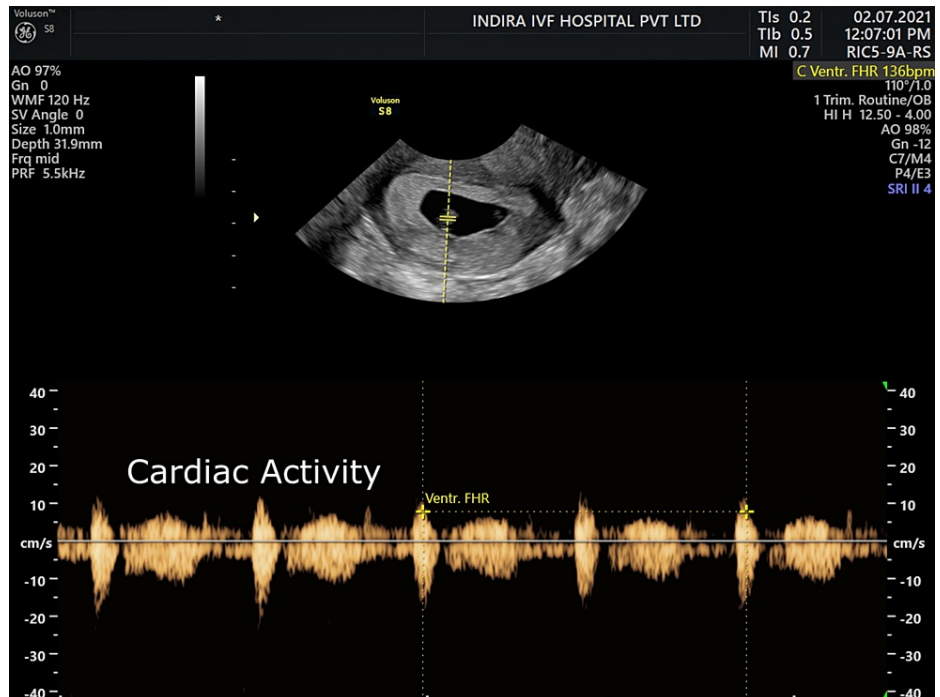 Voluson™
S8
*
INDIRA IVF HOSPITAL PVT LTD
TIs 0.2
TIb 0.5
MI 0.7
02.07.2021
12:07:01 PM
RIC5-9A-RS
AO 97%
Gn 0
WMF 120 Hz
SV Angle 0
Size 1.0mm
Depth 31.9mm
Frq mid
PRF 5.5kHz
Voluson
S8
C Ventr. FHR 136bpm
110°/1.0
1 Trim. Routine/OB
HI H 12.50 - 4.00
AO 98%
Gn -12
C7/M4
P4/E3
SRI II 4
40
30
20
10
cm/s
-10
-20
-30
-40
Cardiac Activity
Ventr. FHR
40
30
20
10
cm/s
-10
-20
-30
-40